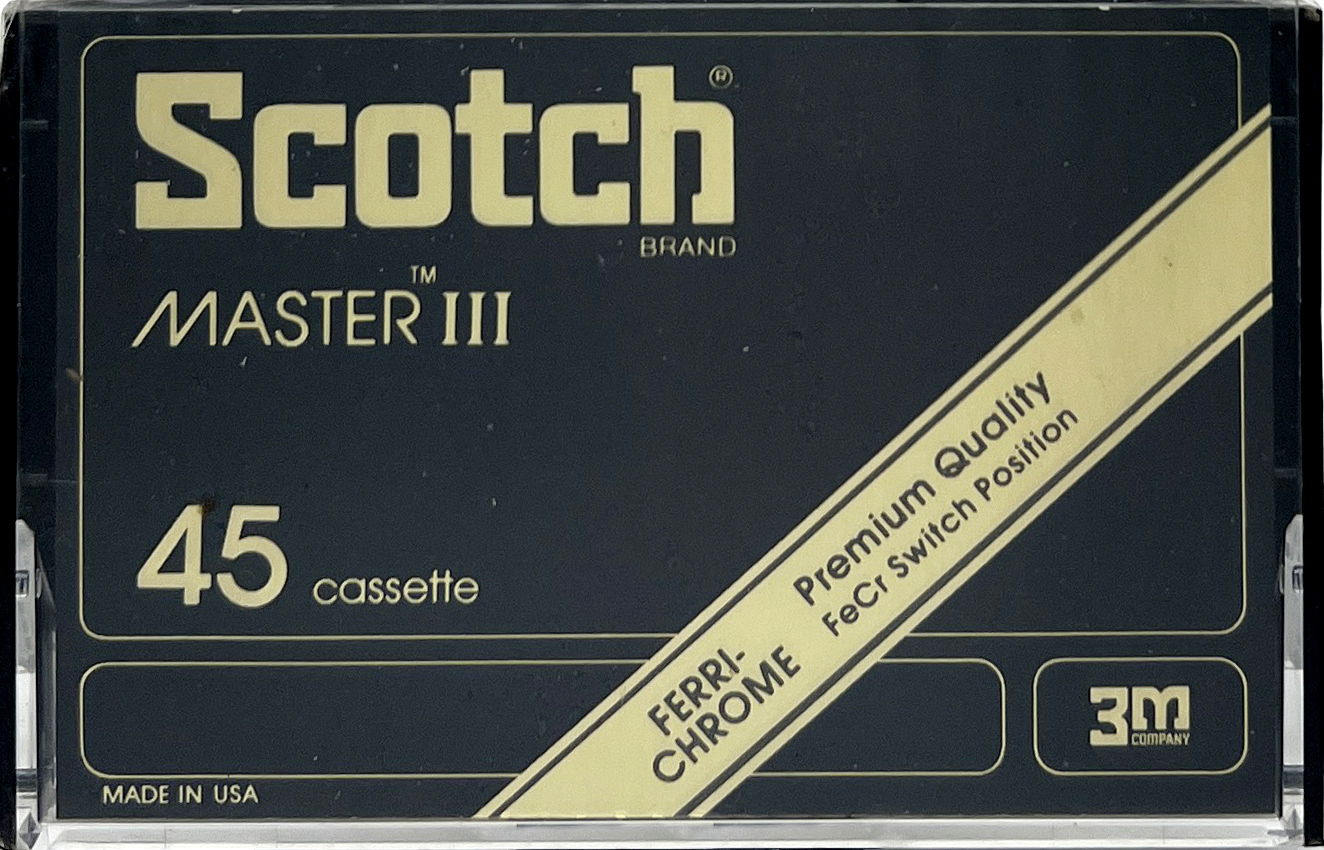 Scotch®
BRAND
MASTER™ III
45 cassette
Premium Quality
FeCr Switch Position
FERRI-
CHROME
3M
COMPANY
MADE IN USA